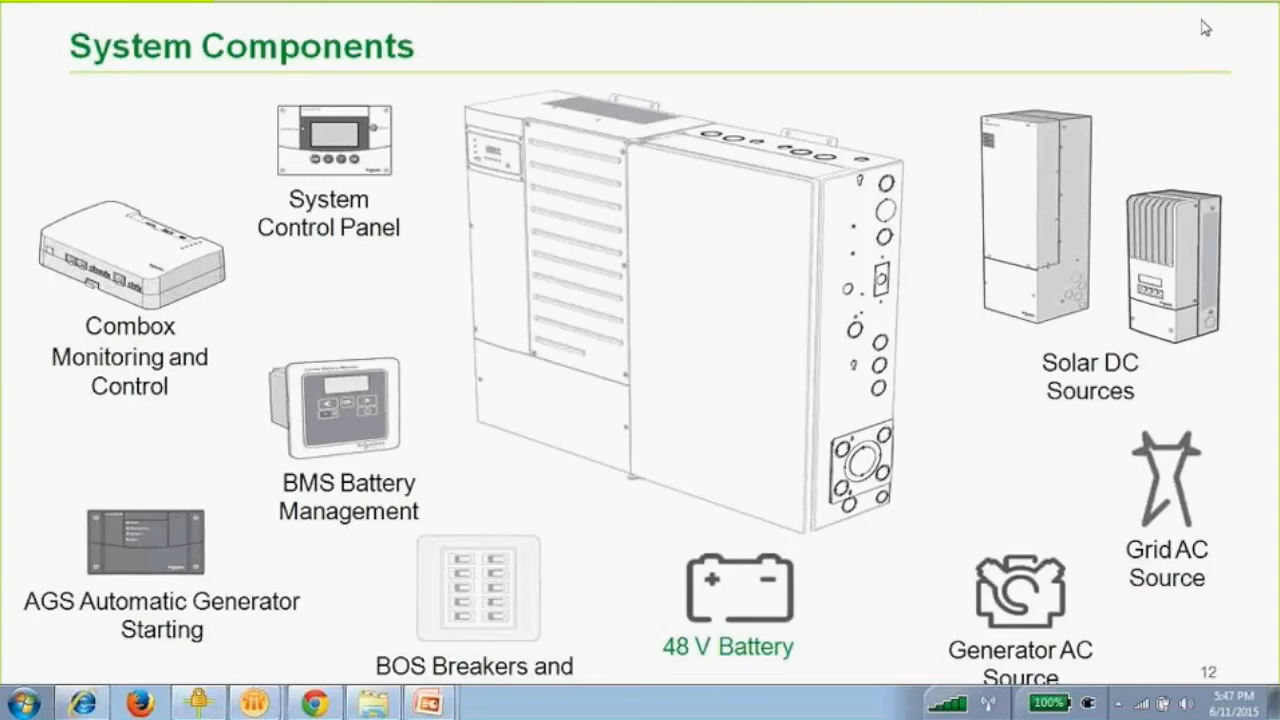 System Components
System
Control Panel
Combox
Monitoring and
Control
BMS Battery
Management
AGS Automatic Generator
Starting
BOS Breakers and
48 V Battery
Solar DC
Sources
Grid AC
Source
Generator AC
Source
12
100%
5:47 PM
6/11/2015